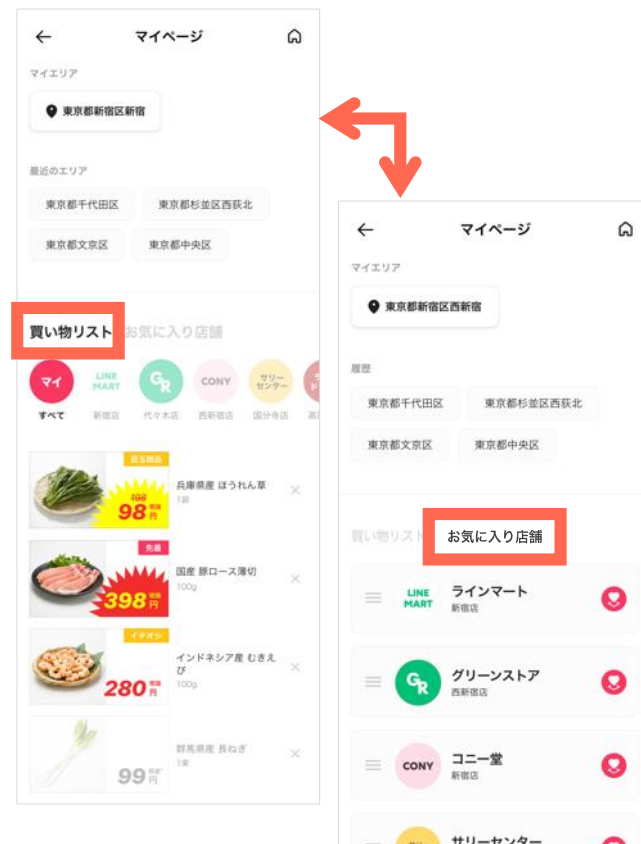 マイページ
マイエリア
東京都新宿区新宿
最近のエリア
東京都千代田区
東京都杉並区西荻北
東京都文京区
東京都中央区
買い物リスト
お気に入り店舗
マイ
LINE
MART
GR
CONY
サリー
センター
すべて
新宿店
代々木店
西新宿店
国分寺店
目玉商品
198
98
円
兵庫県産 ほうれん草
1袋
先着
398
円
国産 豚ロース薄切
100g
イチオシ
280
円
インドネシア産 むきえ
び
100g
99
円
群馬県産 長ねぎ
1束
マイページ
マイエリア
東京都新宿区西新宿
履歴
東京都千代田区
東京都杉並区西荻北
東京都文京区
東京都中央区
買い物リスト
お気に入り店舗
LINE
MART
ラインマート
新宿店
GR
グリーンストア
西新宿店
CONY
コニー堂
新宿店
サリーセンター